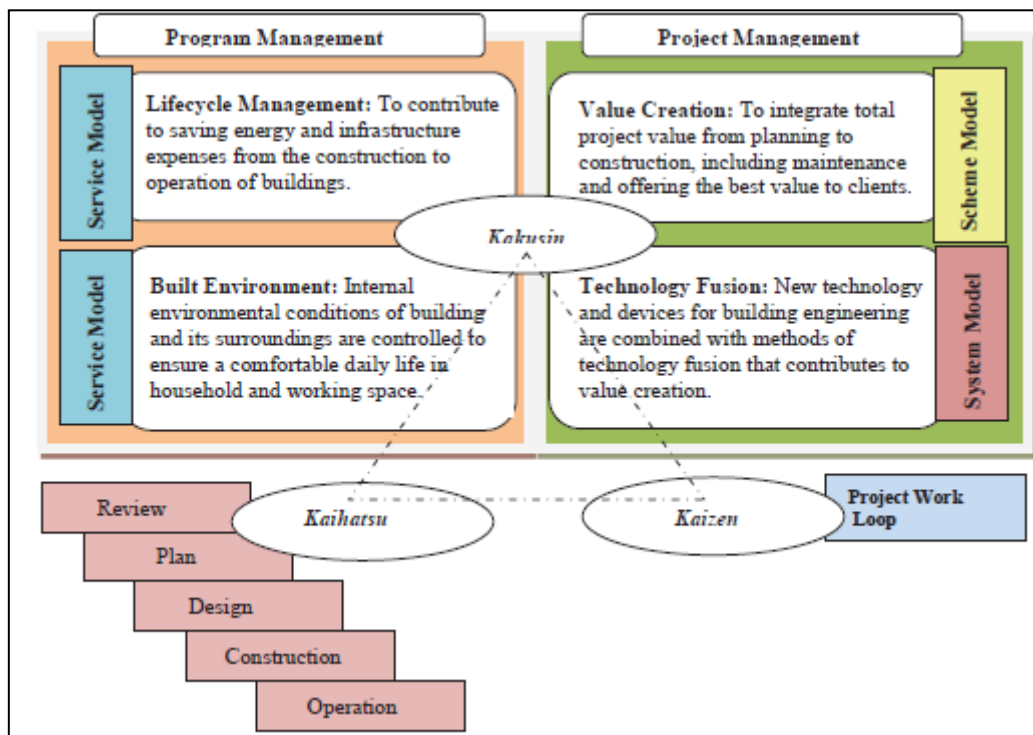 Program Management
Project Management
Service Model
Lifecycle Management: To contribute
to saving energy and infrastructure
expenses from the construction to
operation of buildings.
Value Creation: To integrate total
project value from planning to
construction, including maintenance
and offering the best value to clients.
Scheme Model
Kakusin
Service Model
Built Environment: Internal
environmental conditions of building
and its surroundings are controlled to
ensure a comfortable daily life in
household and working space.
Technology Fusion: New technology
and devices for building engineering
are combined with methods of
technology fusion that contributes to
value creation.
System Model
Review
Plan
Design
Construction
Operation
Kaihatsu
Kaizen
Project Work
Loop